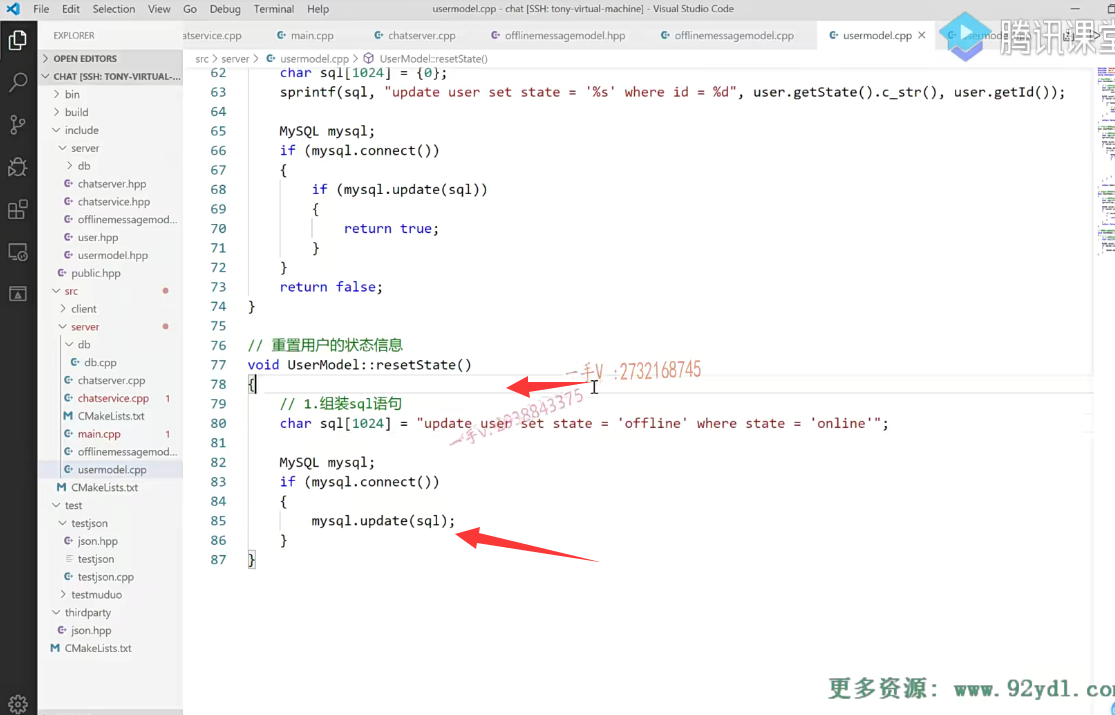 File Edit Selection View Go Debug Terminal Help
usermodel.cpp - chat [SSH: tony-virtual-machine] - Visual Studio Code
EXPLORER
OPEN EDITORS
CHAT [SSH: TONY-VIRTUAL-...
bin
build
include
server
db
chatserver.hpp
chatservice.hpp
offlinemessagemod...
user.hpp
usermodel.hpp
public.hpp
src
client
server
db
db.cpp
chatserver.cpp
chatservice.cpp 1
CMakeLists.txt
main.cpp 1
offlinemessagemod...
usermodel.cpp
CMakeLists.txt
test
testjson
json.hpp
testjson
testjson.cpp
testmuduo
thirdparty
json.hpp
CMakeLists.txt
atservice.cpp main.cpp chatserver.cpp offlinemessagemodel.hpp offlinemessagemodel.cpp usermodel.cpp
腾讯课堂
src > server > usermodel.cpp > UserModel::resetState()
62 char sql[1024] = {0};
63 sprintf(sql, "update user set state = '%s' where id = %d", user.getState().c_str(), user.getId());
64
65 MySQL mysql;
66 if (mysql.connect())
67 {
68 if (mysql.update(sql))
69 {
70 return true;
71 }
72 }
73 return false;
74 }
75
76 // 重置用户的状态信息
77 void UserModel::resetState()
78 {
79 // 1.组装sql语句
80 char sql[1024] = "update user set state = 'offline' where state = 'online'";
81
82 MySQL mysql;
83 if (mysql.connect())
84 {
85 mysql.update(sql);
86 }
87 }
一手V :2732168745
一手V:2938843375
更多资源: www.92ydl.co